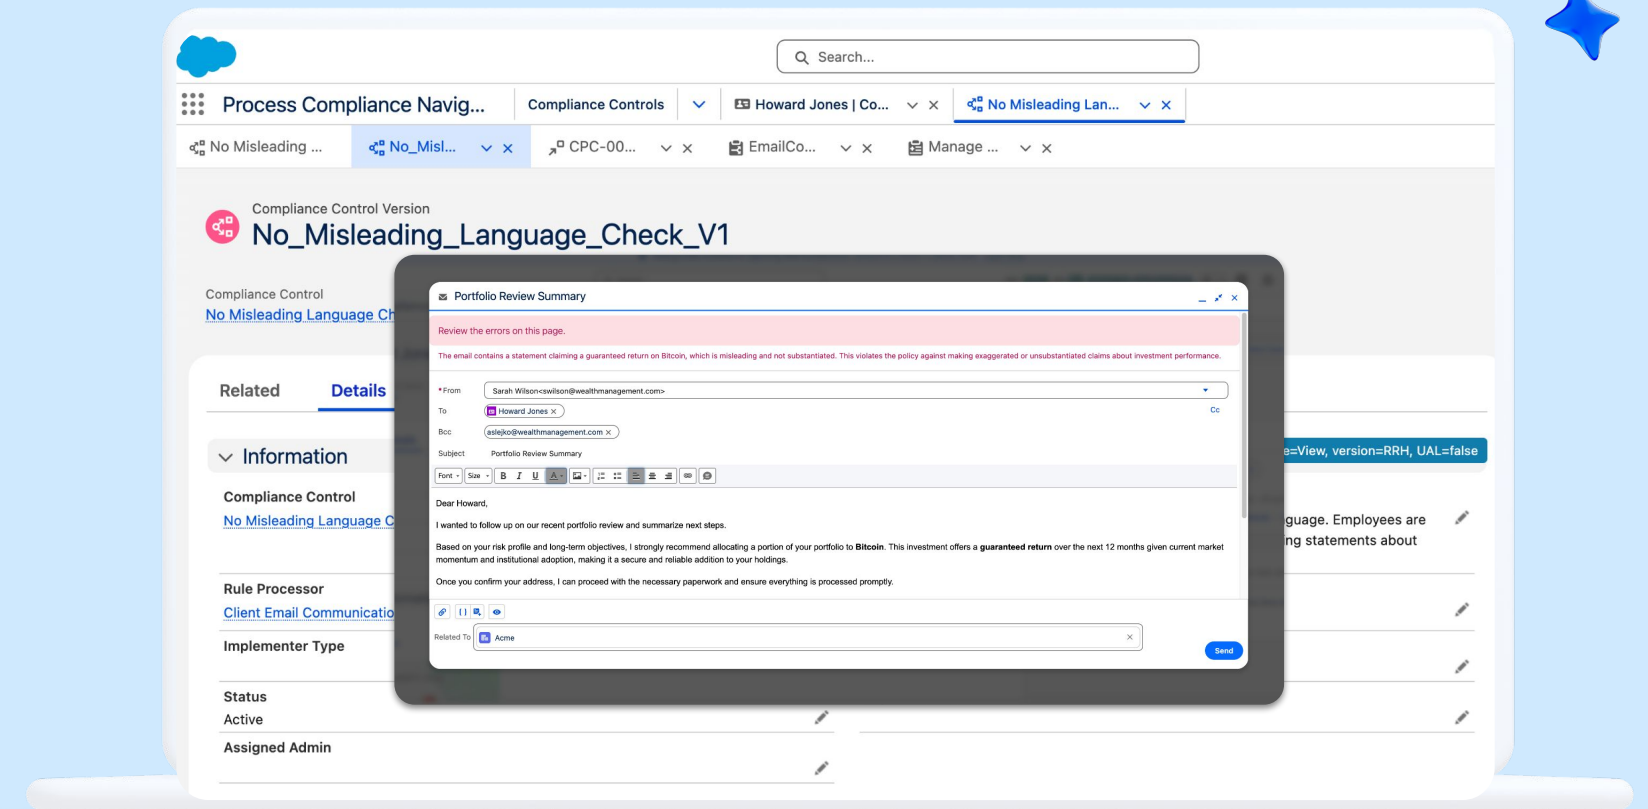 Search...
Process Compliance Navig...
Compliance Controls
Howard Jones | Co...
No Misleading Lan...
No Misleading ...
No_Misl...
CPC-00...
EmailCo...
Manage ...
Compliance Control Version
No_Misleading_Language_Check_V1
Compliance Control
No Misleading Language Ch
Related
Details
Information
Compliance Control
No Misleading Language C
Rule Processor
Client Email Communicatio
Implementer Type
Status
Active
Assigned Admin
Portfolio Review Summary
Review the errors on this page.
The email contains a statement claiming a guaranteed return on Bitcoin, which is misleading and not substantiated. This violates the policy against making exaggerated or unsubstantiated claims about investment performance.
*From
Sarah Wilson<swilson@wealthmanagement.com>
To
Howard Jones
Cc
Bcc
aslejko@wealthmanagement.com
Subject
Portfolio Review Summary
Font
Size
B I U A
Dear Howard,
I wanted to follow up on our recent portfolio review and summarize next steps.
Based on your risk profile and long-term objectives, I strongly recommend allocating a portion of your portfolio to Bitcoin. This investment offers a guaranteed return over the next 12 months given current market
momentum and institutional adoption, making it a secure and reliable addition to your holdings.
Once you confirm your address, I can proceed with the necessary paperwork and ensure everything is processed promptly.
Related To
Acme
Send
e=View, version=RRH, UAL=false
guage. Employees are
ng statements about